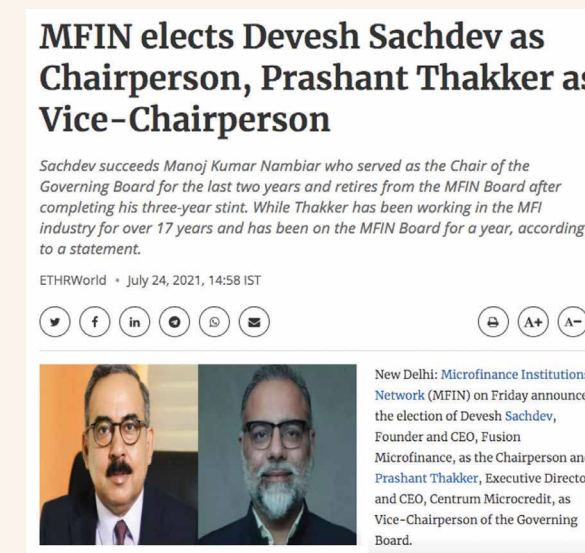 MFIN elects Devesh Sachdev as
Chairperson, Prashant Thakker as
Vice-Chairperson
Sachdev succeeds Manoj Kumar Nambiar who served as the Chair of the
Governing Board for the last two years and retires from the MFIN Board after
completing his three-year stint. While Thakker has been working in the MFI
industry for over 17 years and has been on the MFIN Board for a year, according
to a statement.
ETHRWorld • July 24, 2021, 14:58 IST
f in A+ A-
New Delhi: Microfinance Institution
Network (MFIN) on Friday announce
the election of Devesh Sachdev,
Founder and CEO, Fusion
Microfinance, as the Chairperson an
Prashant Thakker, Executive Directo
and CEO, Centrum Microcredit, as
Vice-Chairperson of the Governing
Board.